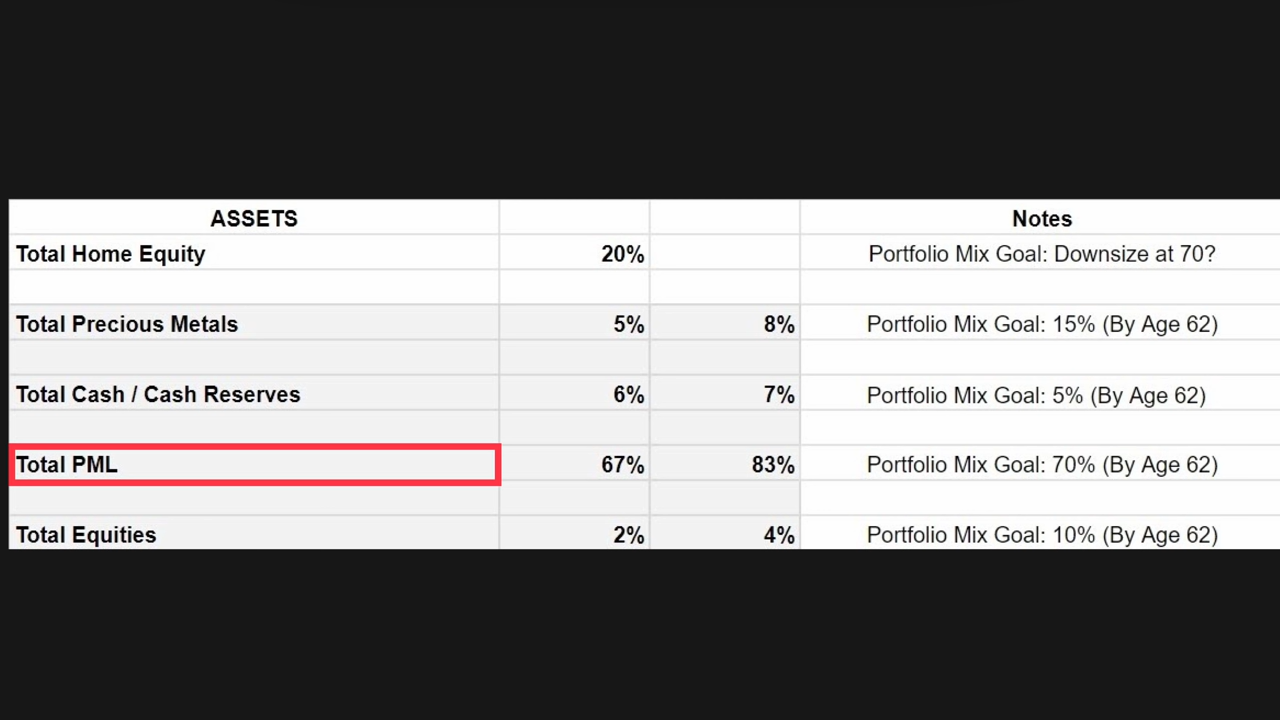 ASSETS Notes
Total Home Equity 20% Portfolio Mix Goal: Downsize at 70?
Total Precious Metals 5% 8% Portfolio Mix Goal: 15% (By Age 62)
Total Cash / Cash Reserves 6% 7% Portfolio Mix Goal: 5% (By Age 62)
Total PML 67% 83% Portfolio Mix Goal: 70% (By Age 62)
Total Equities 2% 4% Portfolio Mix Goal: 10% (By Age 62)